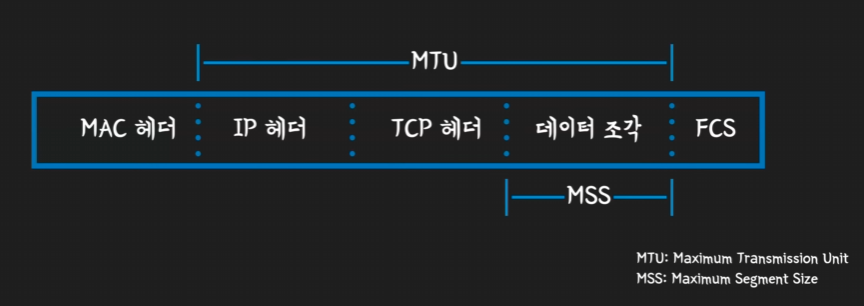 MTU
MAC 헤더 IP 헤더 TCP 헤더 데이터 조각 FCS
MSS
MTU: Maximum Transmission Unit
MSS: Maximum Segment Size